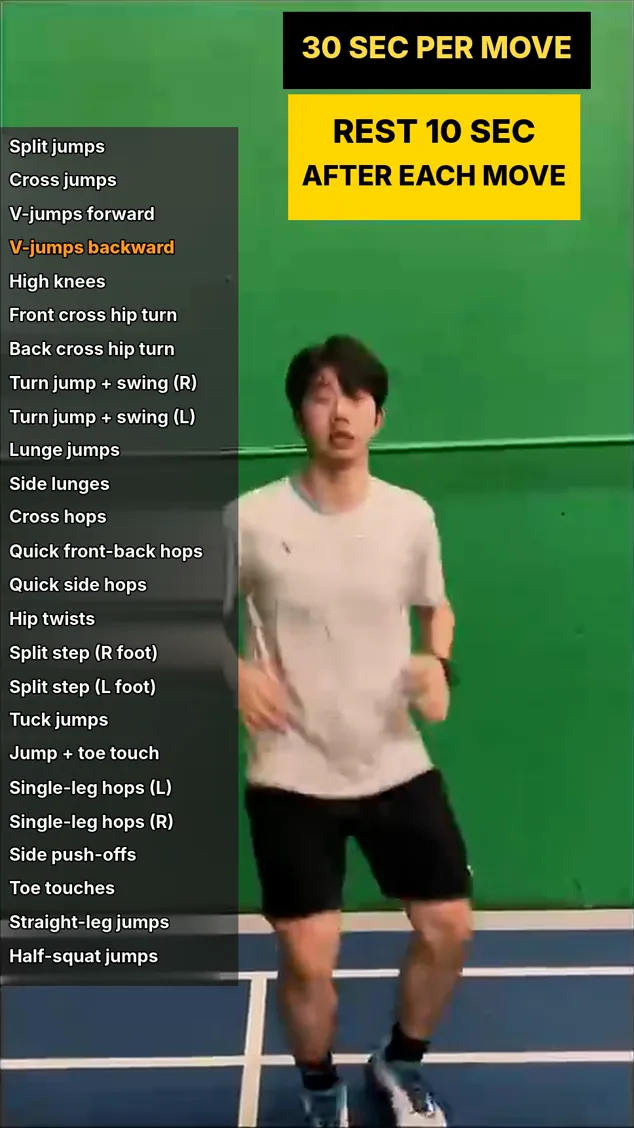 30 SEC PER MOVE
REST 10 SEC
AFTER EACH MOVE
Split jumps
Cross jumps
V-jumps forward
V-jumps backward
High knees
Front cross hip turn
Back cross hip turn
Turn jump + swing (R)
Turn jump + swing (L)
Lunge jumps
Side lunges
Cross hops
Quick front-back hops
Quick side hops
Hip twists
Split step (R foot)
Split step (L foot)
Tuck jumps
Jump + toe touch
Single-leg hops (L)
Single-leg hops (R)
Side push-offs
Toe touches
Straight-leg jumps
Half-squat jumps